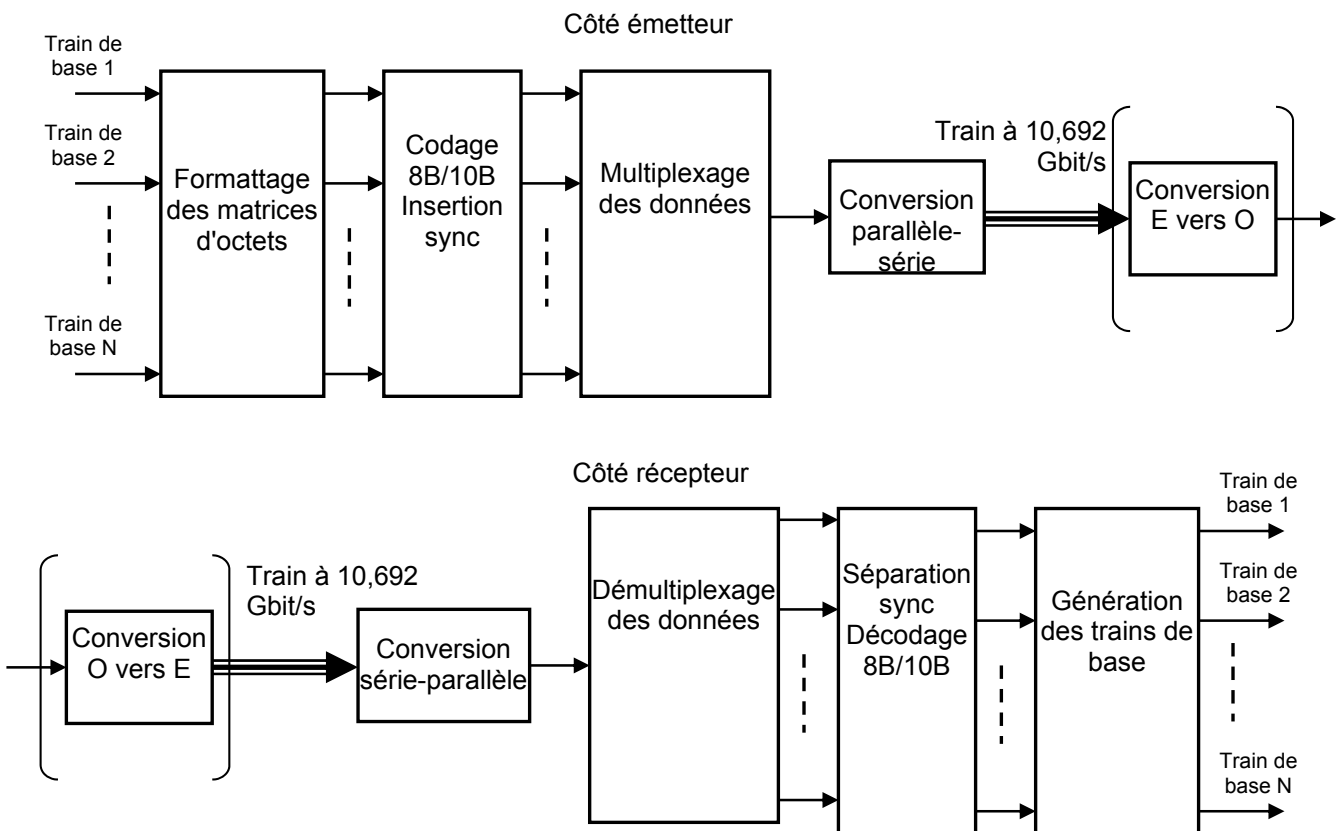 Côté émetteur
Train de
base 1
Train de
base 2
Train de
base N
Formattage
des matrices
d'octets
Codage
8B/10B
Insertion
sync
Multiplexage
des données
Conversion
parallèle-
série
Train à 10,692
Gbit/s
Conversion
E vers O
Côté récepteur
Conversion
O vers E
Train à 10,692
Gbit/s
Conversion
série-parallèle
Démultiplexage
des données
Séparation
sync
Décodage
8B/10B
Génération
des trains de
base
Train de
base 1
Train de
base 2
Train de
base N